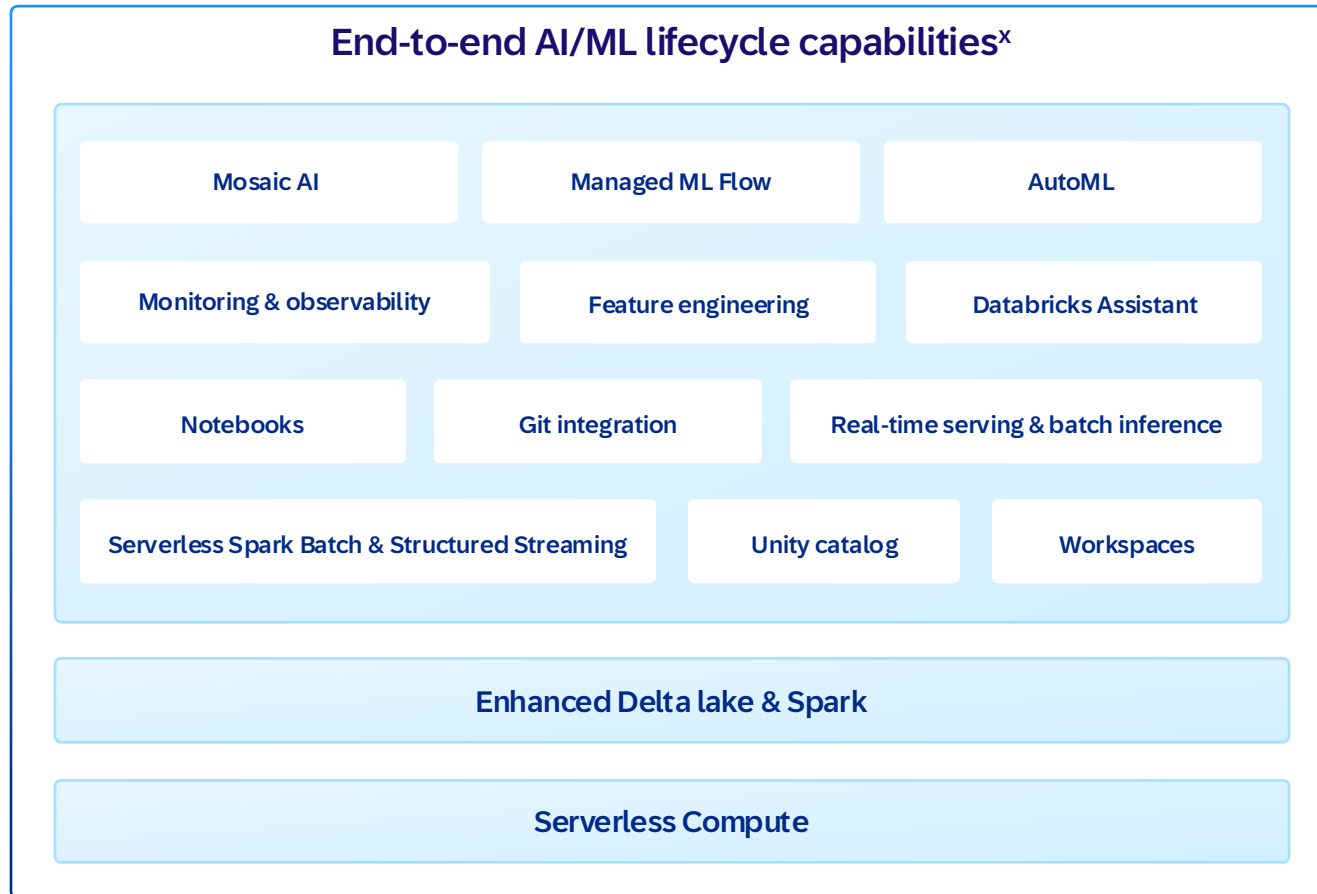 End-to-end AI/ML lifecycle capabilitiesˣ
Mosaic AI
Managed ML Flow
AutoML
Monitoring & observability
Feature engineering
Databricks Assistant
Notebooks
Git integration
Real-time serving & batch inference
Serverless Spark Batch & Structured Streaming
Unity catalog
Workspaces
Enhanced Delta lake & Spark
Serverless Compute